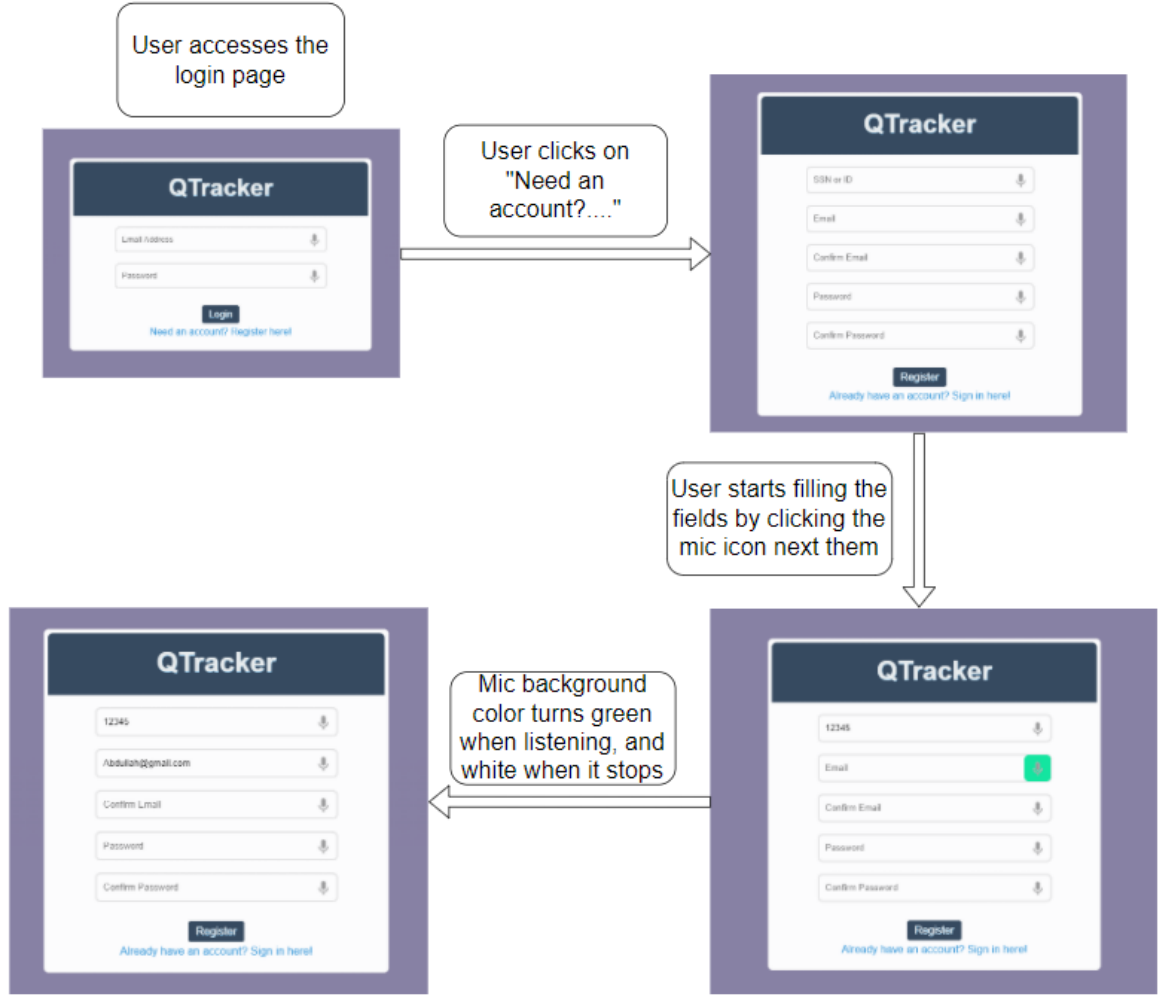 User accesses the
login page
QTracker
Email Address
Password
Login
Need an account? Register here!
User clicks on
"Need an
account?...."
QTracker
SSN or ID
Email
Confirm Email
Password
Confirm Password
Register
Already have an account? Sign in here!
User starts filling the
fields by clicking the
mic icon next them
QTracker
12345
Email
Confirm Email
Password
Confirm Password
Register
Already have an account? Sign in here!
Mic background
color turns green
when listening, and
white when it stops
QTracker
12345
Abdullah@gmail.com
Confirm Email
Password
Confirm Password
Register
Already have an account? Sign in here!